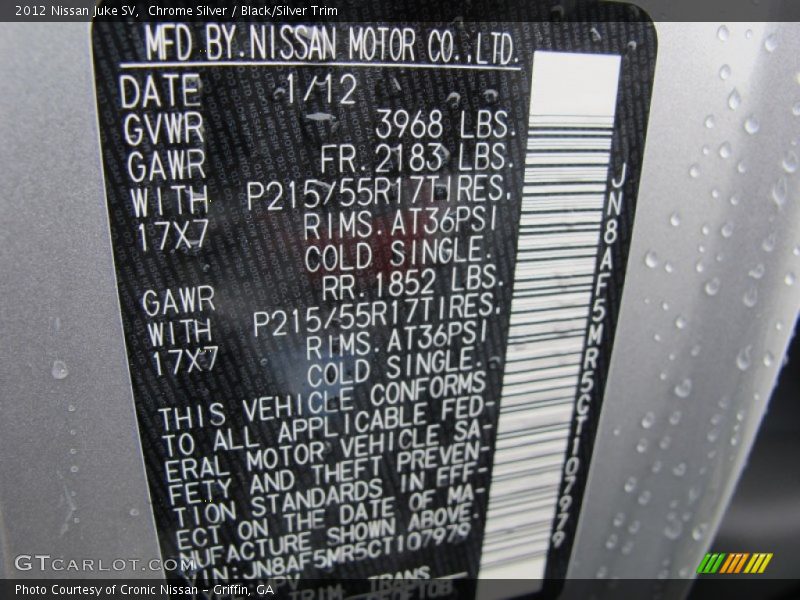 2012 Nissan Juke SV,  Chrome Silver / Black/Silver Trim
MFD BY.NISSAN MOTOR CO.,LTD.
DATE 1/12
GVWR 3968 LBS.
GAWR FR.2183 LBS.
WITH P215/55R17TIRES.
17X7 RIMS.AT36PSI
COLD SINGLE.
GAWR RR.1852 LBS.
WITH P215/55R17TIRES.
17X7 RIMS.AT36PSI
COLD SINGLE.
THIS VEHICLE CONFORMS
TO ALL APPLICABLE FED-
ERAL MOTOR VEHICLE SA-
FETY AND THEFT PREVEN-
TION STANDARDS IN EFF-
ECT ON THE DATE OF MA-
NUFACTURE SHOWN ABOVE.
VIN:JN8AF5MR5CT107979
TRANS
TRIM
JN8AF5MR5CT107979
GTCarlot.com
Photo Courtesy of Cronic Nissan - Griffin, GA